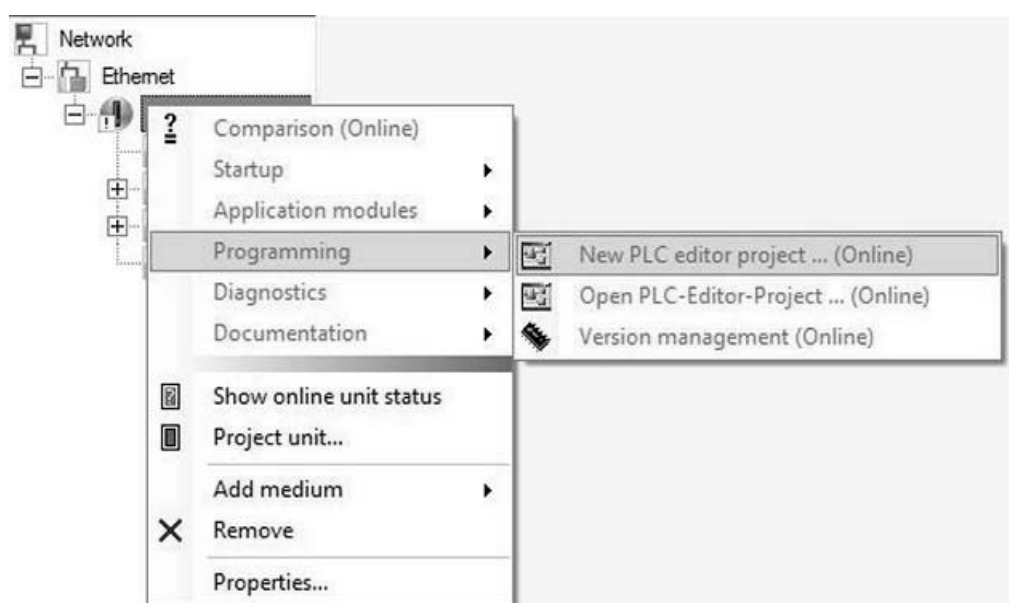 Network
Ethernet
Comparison (Online)
Startup
Application modules
Programming
New PLC editor project ... (Online)
Open PLC-Editor-Project ... (Online)
Version management (Online)
Diagnostics
Documentation
Show online unit status
Project unit...
Add medium
Remove
Properties...